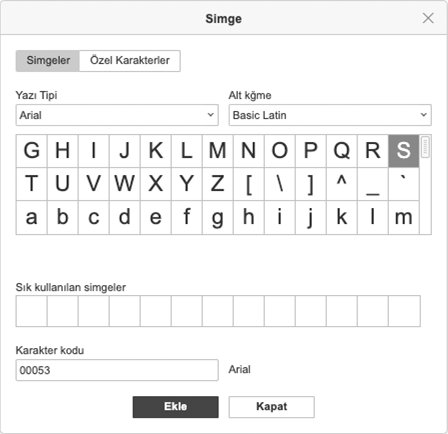 Simge
Simgeler Özel Karakterler
Yazı Tipi Alt kğme
Arial Basic Latin
G H I J K L M N O P Q R S
T U V W X Y Z [ \ ] ^ _ `
a b c d e f g h i j k l m
Sık kullanılan simgeler
Karakter kodu
00053 Arial
Ekle Kapat